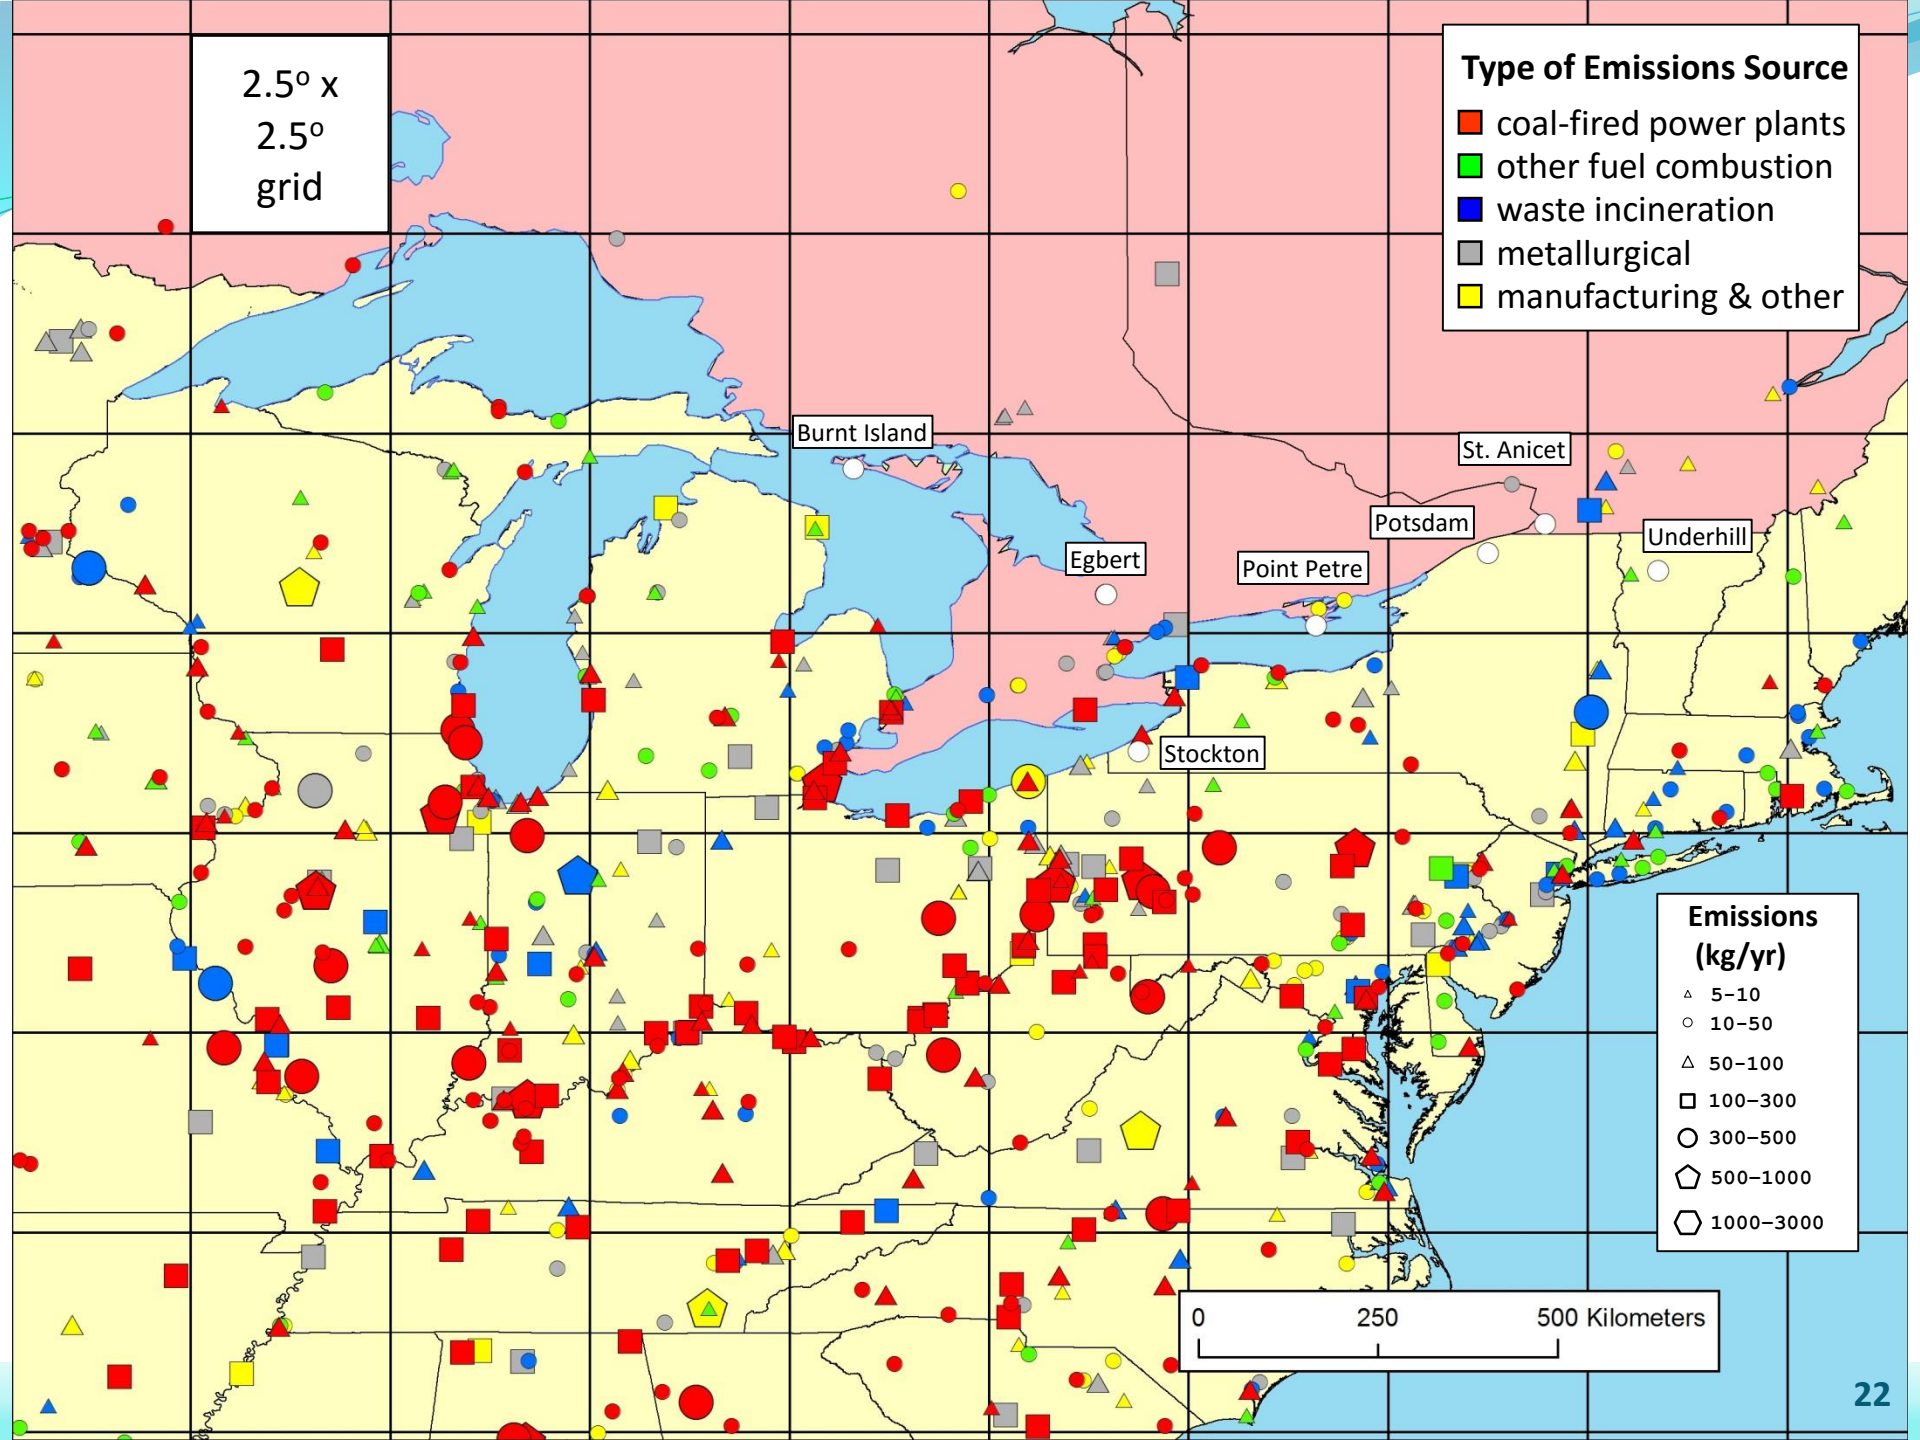 2.5º x
2.5º
grid
Type of Emissions Source
coal-fired power plants
other fuel combustion
waste incineration
metallurgical
manufacturing & other
Burnt Island
St. Anicet
Potsdam
Underhill
Egbert
Point Petre
Stockton
Emissions
(kg/yr)
5–10
10–50
50–100
100–300
300–500
500–1000
1000–3000
0 250 500 Kilometers
22